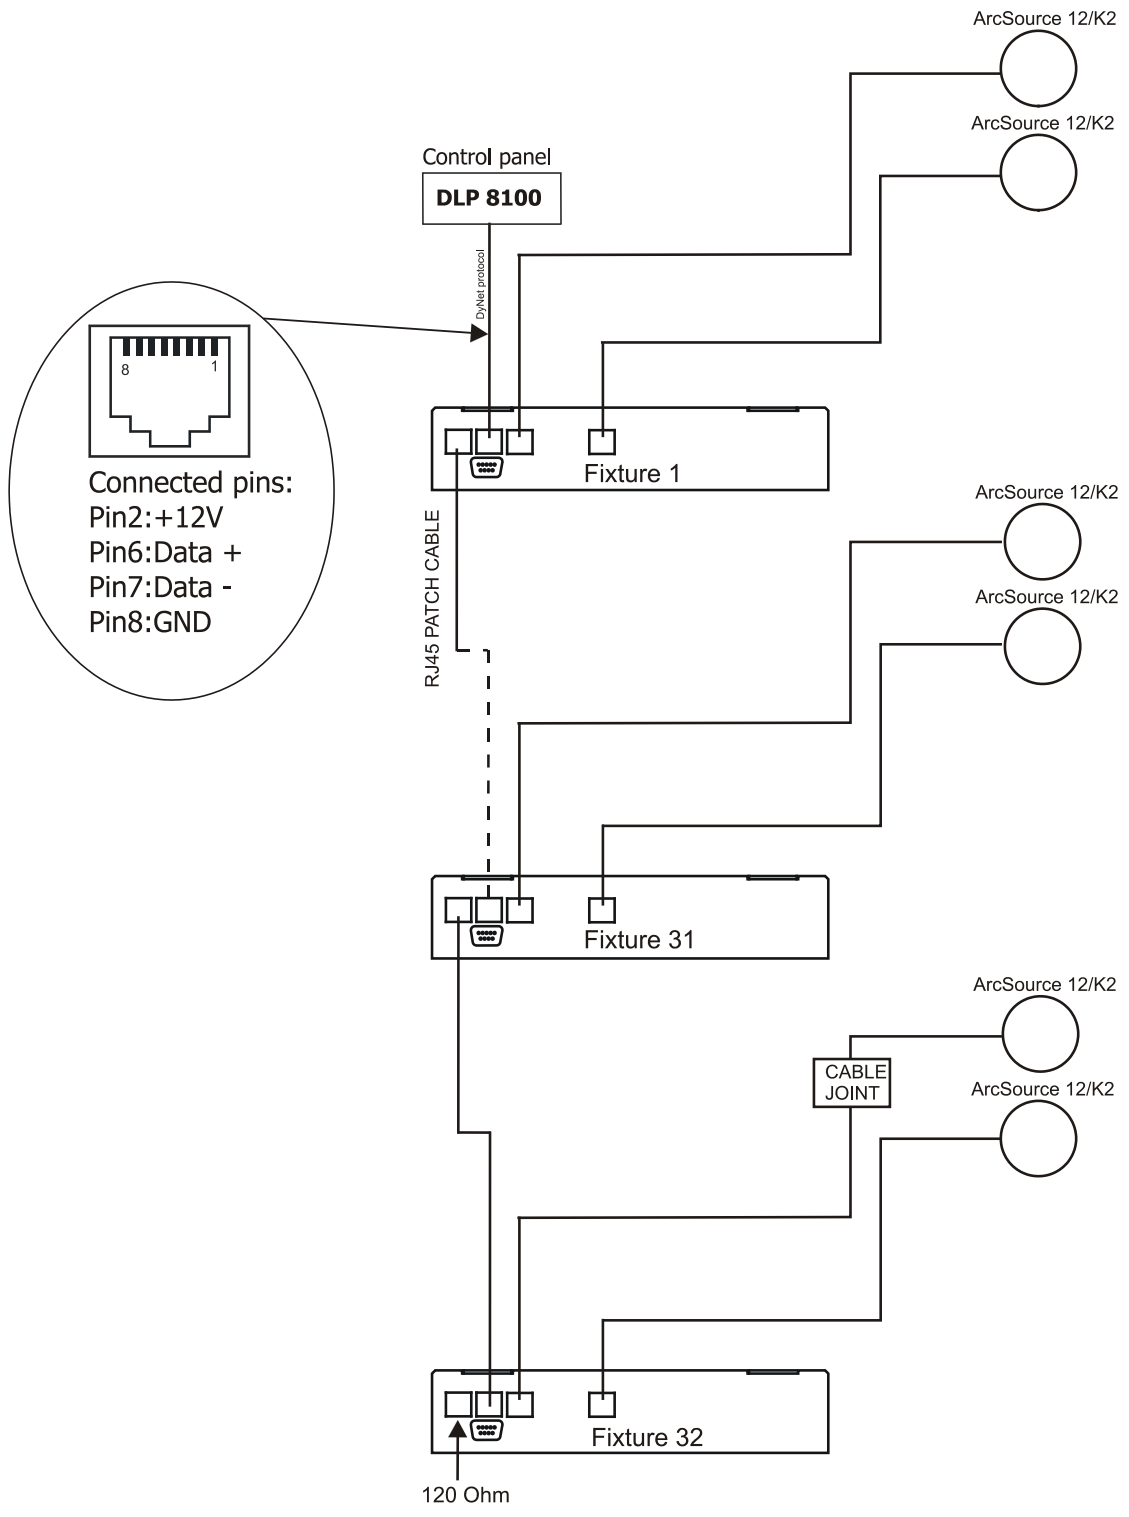 ArcSource 12/K2
ArcSource 12/K2
Control panel
DLP 8100
DyNet protocol
8 1
Connected pins:
Pin2:+12V
Pin6:Data +
Pin7:Data -
Pin8:GND
Fixture 1
RJ45 PATCH CABLE
ArcSource 12/K2
ArcSource 12/K2
Fixture 31
ArcSource 12/K2
CABLE
JOINT
ArcSource 12/K2
Fixture 32
120 Ohm